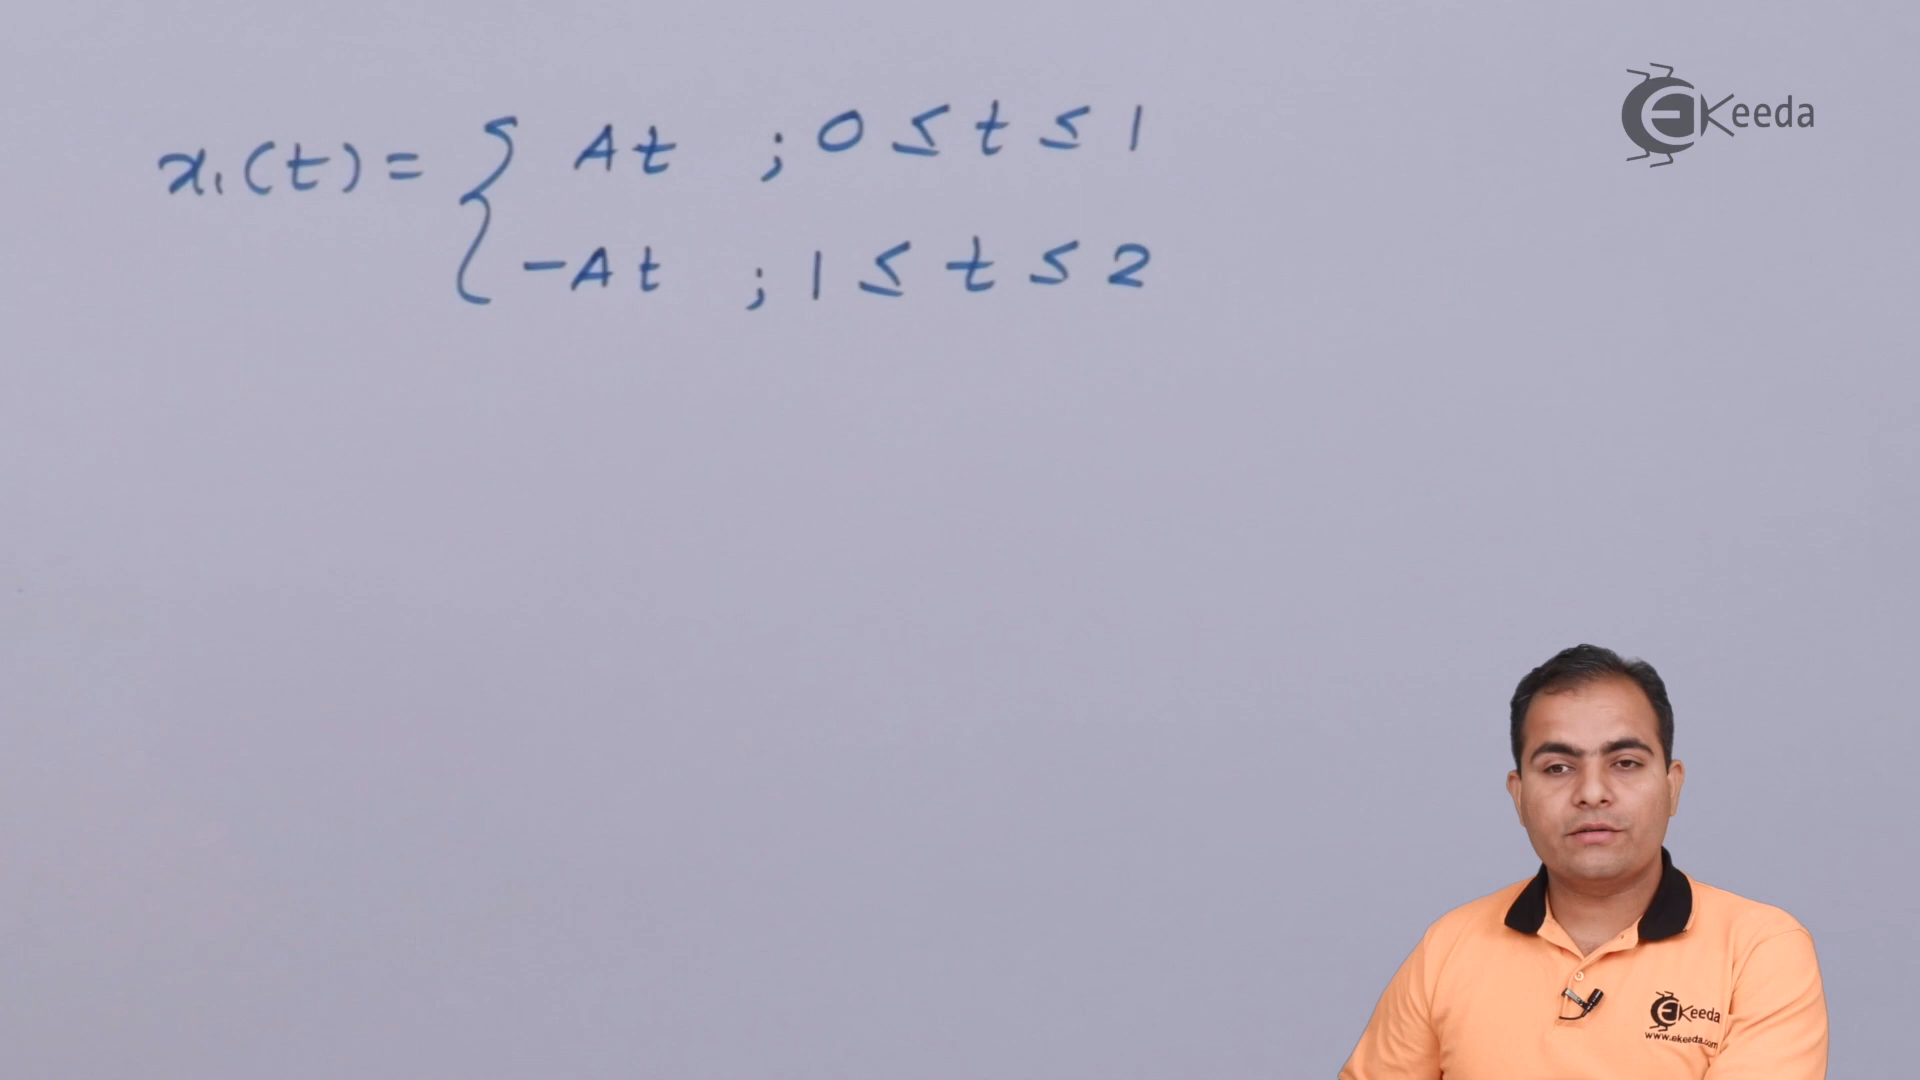 x₁(t) = { At ; 0 ≤ t ≤ 1
-At ; 1 ≤ t ≤ 2
EKeeda
EKeeda
www.ekeeda.com